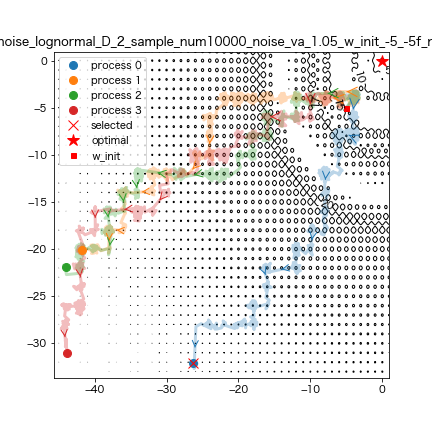 noise_lognormal_D_2_sample_num10000_noise_va_1.05_w_init_-5_-5f_r
process 0
process 1
process 2
process 3
selected
optimal
w_init
0
−5
−10
−15
−20
−25
−30
−40
−30
−20
−10
0